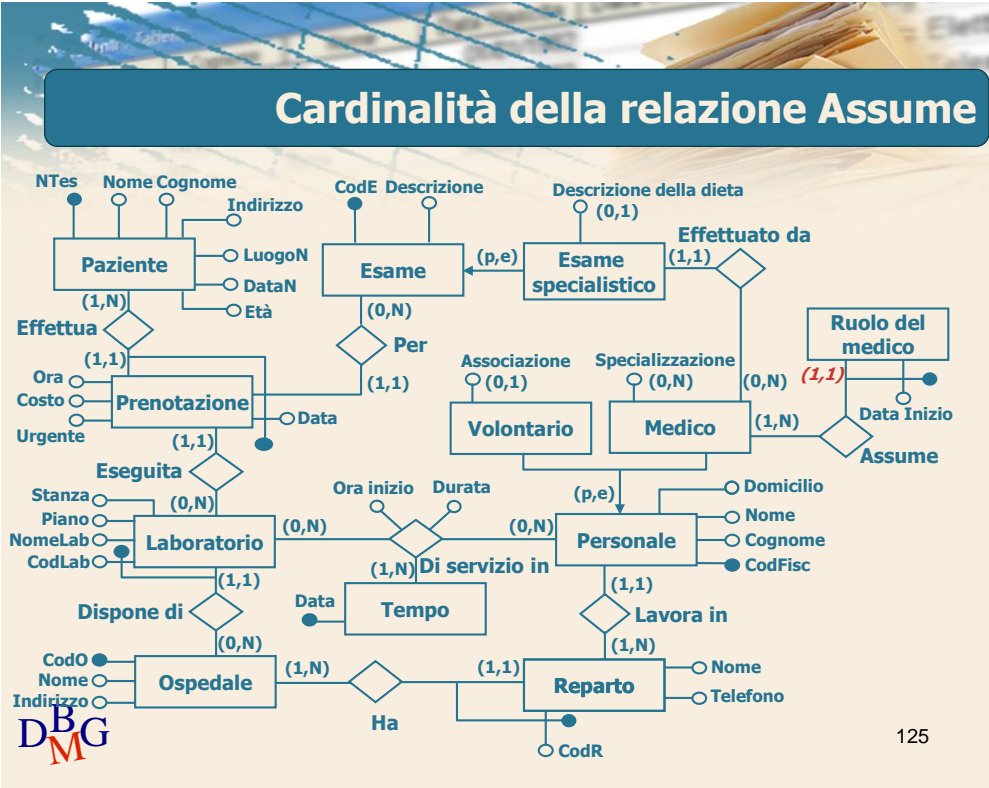 Cardinalità della relazione Assume
NTes
Nome Cognome
CodE Descrizione
Descrizione della dieta
(0,1)
Indirizzo
Effettuato da
Paziente
LuogoN
DataN
Età
Esame
(p,e)
Esame
specialistico
(1,1)
(1,N)
Effettua
(0,N)
Per
Ruolo del
medico
(1,1)
(1,1)
Associazione
(0,1)
Specializzazione
(0,N)
(0,N)
(1,1)
Data Inizio
Ora
Costo
Urgente
Prenotazione
Data
Volontario
Medico
(1,N)
Assume
(1,1)
Eseguita
(0,N)
Stanza
Piano
NomeLab
CodLab
Laboratorio
(0,N)
Ora inizio
Durata
(p,e)
(0,N)
Personale
Domicilio
Nome
Cognome
CodFisc
(1,N)
Di servizio in
(1,1)
Dispone di
(0,N)
Data
Tempo
(1,1)
Lavora in
(1,N)
CodO
Nome
Indirizzo
Ospedale
(1,N)
Ha
(1,1)
Reparto
Nome
Telefono
CodR
DBMG
125